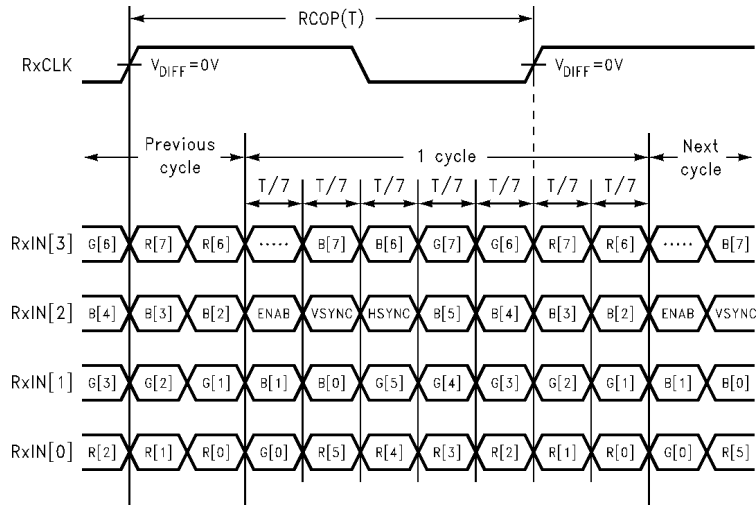 RCOP(T)
RxCLK
VDIFF=0V VDIFF=0V
Previous cycle 1 cycle Next cycle
T/7 T/7 T/7 T/7 T/7 T/7 T/7
RxIN[3] G[6] R[7] R[6] ..... B[7] B[6] G[7] G[6] R[7] R[6] ..... B[7]
RxIN[2] B[4] B[3] B[2] ENAB VSYNC HSYNC B[5] B[4] B[3] B[2] ENAB VSYNC
RxIN[1] G[3] G[2] G[1] B[1] B[0] G[5] G[4] G[3] G[2] G[1] B[1] B[0]
RxIN[0] R[2] R[1] R[0] G[0] R[5] R[4] R[3] R[2] R[1] R[0] G[0] R[5]